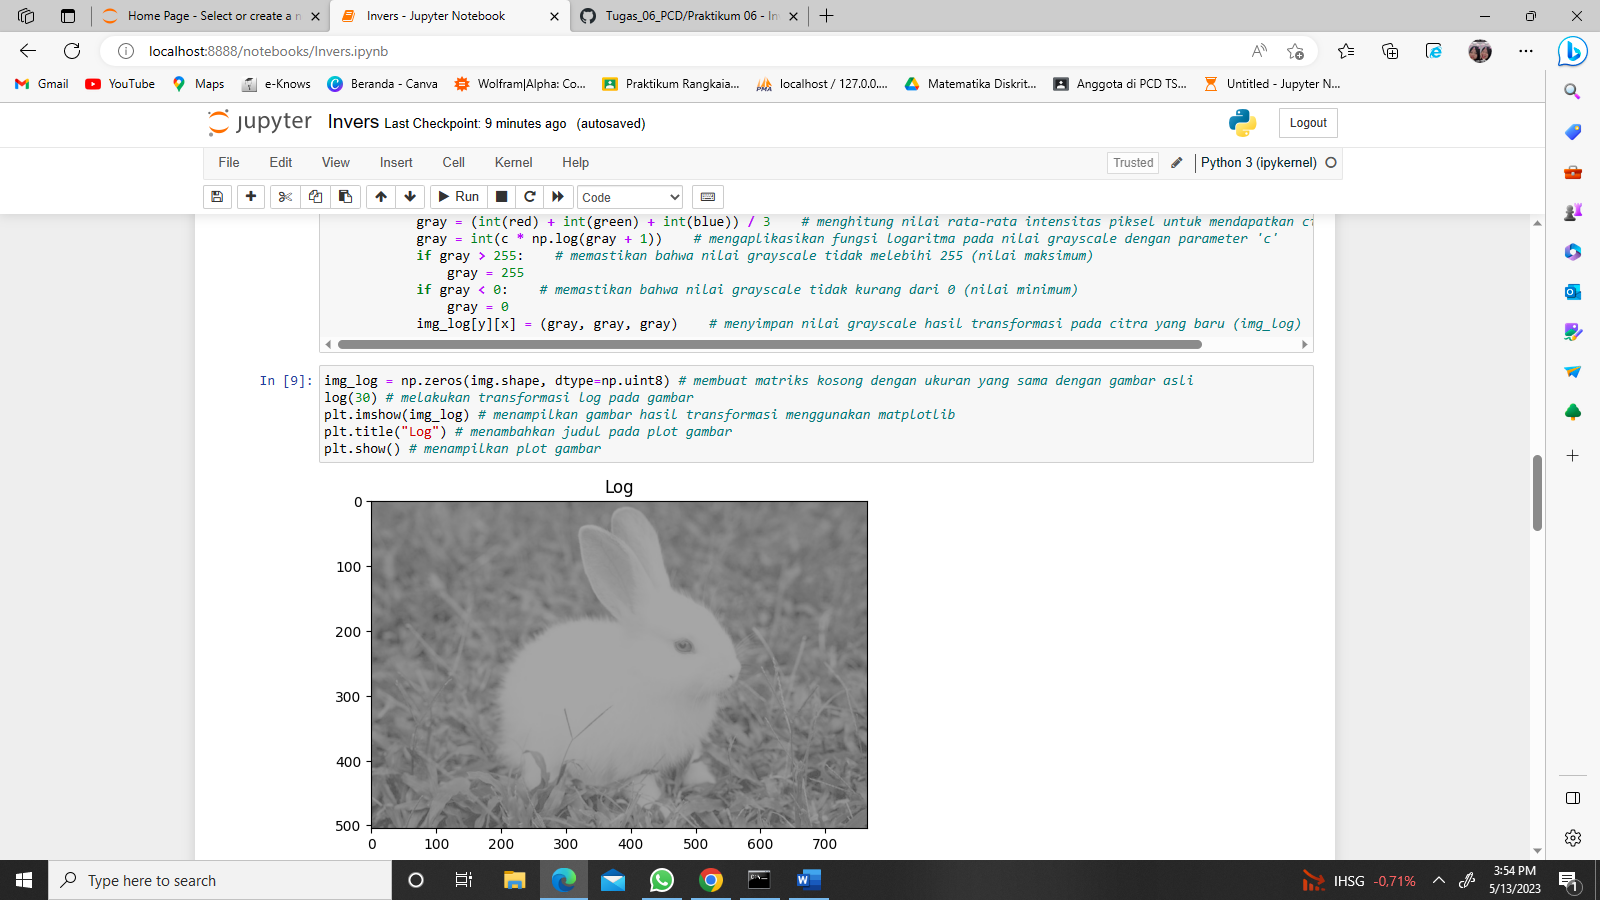 Home Page - Select or create a n
Invers - Jupyter Notebook
Tugas_06_PCD/Praktikum 06 - In
localhost:8888/notebooks/Invers.ipynb
Gmail
YouTube
Maps
e-Knows
Beranda - Canva
Wolfram|Alpha: Co...
Praktikum Rangkaia...
localhost / 127.0.0....
Matematika Diskrit...
Anggota di PCD TS...
Untitled - Jupyter N...
jupyter Invers Last Checkpoint: 9 minutes ago (autosaved)
Logout
File Edit View Insert Cell Kernel Help
Trusted
Python 3 (ipykernel)
Run
Code
gray = (int(red) + int(green) + int(blue)) / 3 # menghitung nilai rata-rata intensitas piksel untuk mendapatkan ci
gray = int(c * np.log(gray + 1)) # mengaplikasikan fungsi logaritma pada nilai grayscale dengan parameter 'c'
if gray > 255: # memastikan bahwa nilai grayscale tidak melebihi 255 (nilai maksimum)
gray = 255
if gray < 0: # memastikan bahwa nilai grayscale tidak kurang dari 0 (nilai minimum)
gray = 0
img_log[y][x] = (gray, gray, gray) # menyimpan nilai grayscale hasil transformasi pada citra yang baru (img_log)
In [9]:
img_log = np.zeros(img.shape, dtype=np.uint8) # membuat matriks kosong dengan ukuran yang sama dengan gambar asli
log(30) # melakukan transformasi log pada gambar
plt.imshow(img_log) # menampilkan gambar hasil transformasi menggunakan matplotlib
plt.title("Log") # menambahkan judul pada plot gambar
plt.show() # menampilkan plot gambar
Log
0
100
200
300
400
500
0 100 200 300 400 500 600 700
Type here to search
IHSG -0,71%
3:54 PM
5/13/2023
1